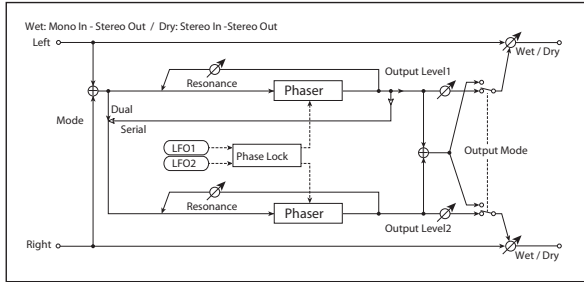 Wet: Mono In - Stereo Out / Dry: Stereo In -Stereo Out
Left
Wet / Dry
Resonance
Phaser
Output Level1
Mode
Dual
Serial
LFO1
LFO2
Phase Lock
Output Mode
Resonance
Phaser
Output Level2
Right
Wet / Dry